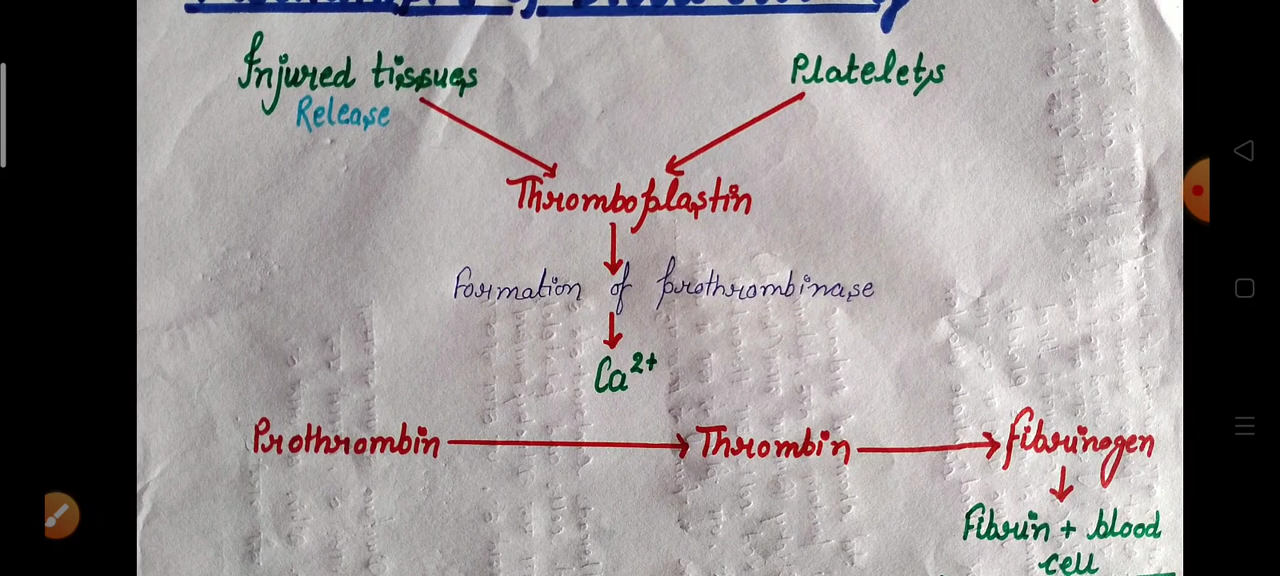 Injured tissues
Platelets
Release
Thromboplastin
Formation of prothrombinase
Ca²⁺
Prothrombin
Thrombin
fibrinogen
Fibrin + blood
cell